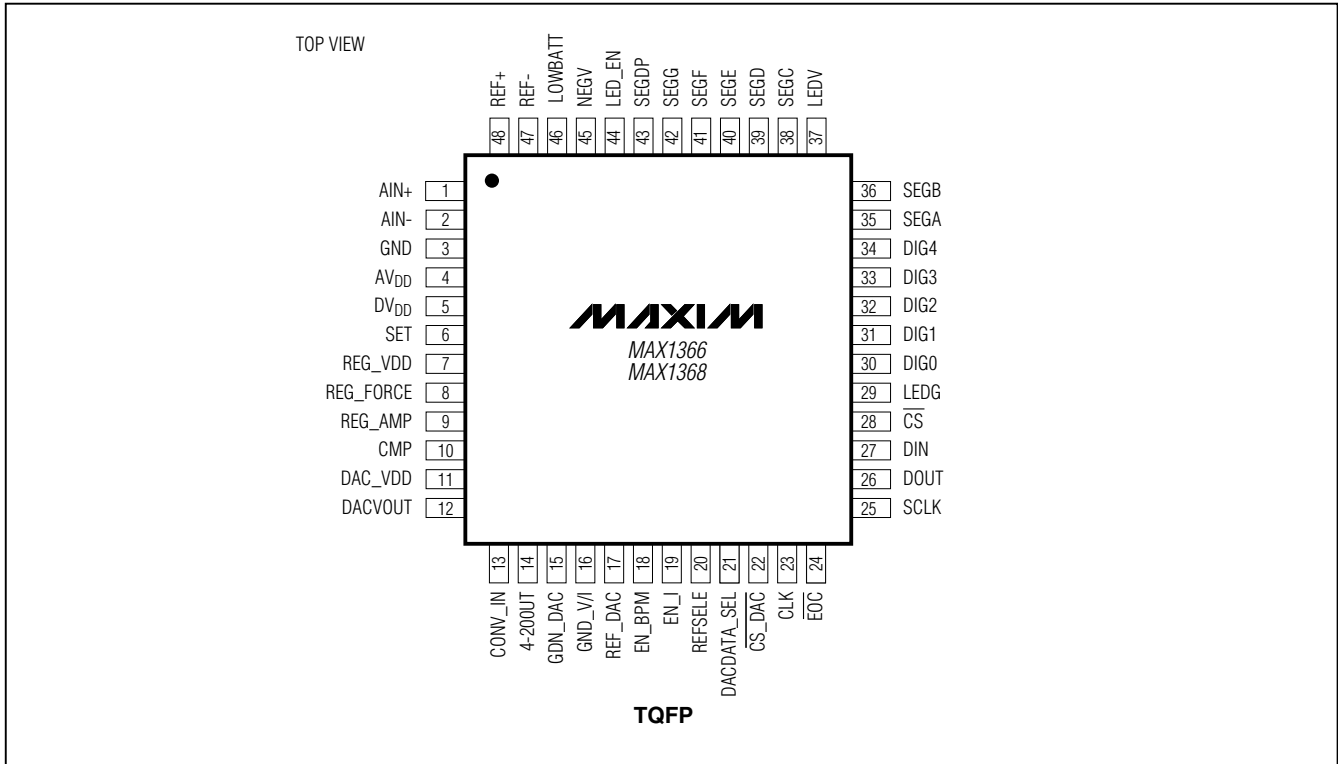 TOP VIEW
REF+
REF-
LOWBATT
NEGV
LED_EN
SEGDP
SEGG
SEGF
SEGE
SEGD
SEGC
LEDV
48
47
46
45
44
43
42
41
40
39
38
37
AIN+ 1
AIN- 2
GND 3
AVDD 4
DVDD 5
SET 6
REG_VDD 7
REG_FORCE 8
REG_AMP 9
CMP 10
DAC_VDD 11
DACVOUT 12
MAXIM
MAX1366
MAX1368
36 SEGB
35 SEGA
34 DIG4
33 DIG3
32 DIG2
31 DIG1
30 DIG0
29 LEDG
28 C̅S̅
27 DIN
26 DOUT
25 SCLK
13
14
15
16
17
18
19
20
21
22
23
24
CONV_IN
4-20OUT
GDN_DAC
GND_V/I
REF_DAC
EN_BPM
EN_I
REFSELE
DACDATA_SEL
C̅S̅_̅D̅A̅C̅
CLK
E̅O̅C̅
TQFP